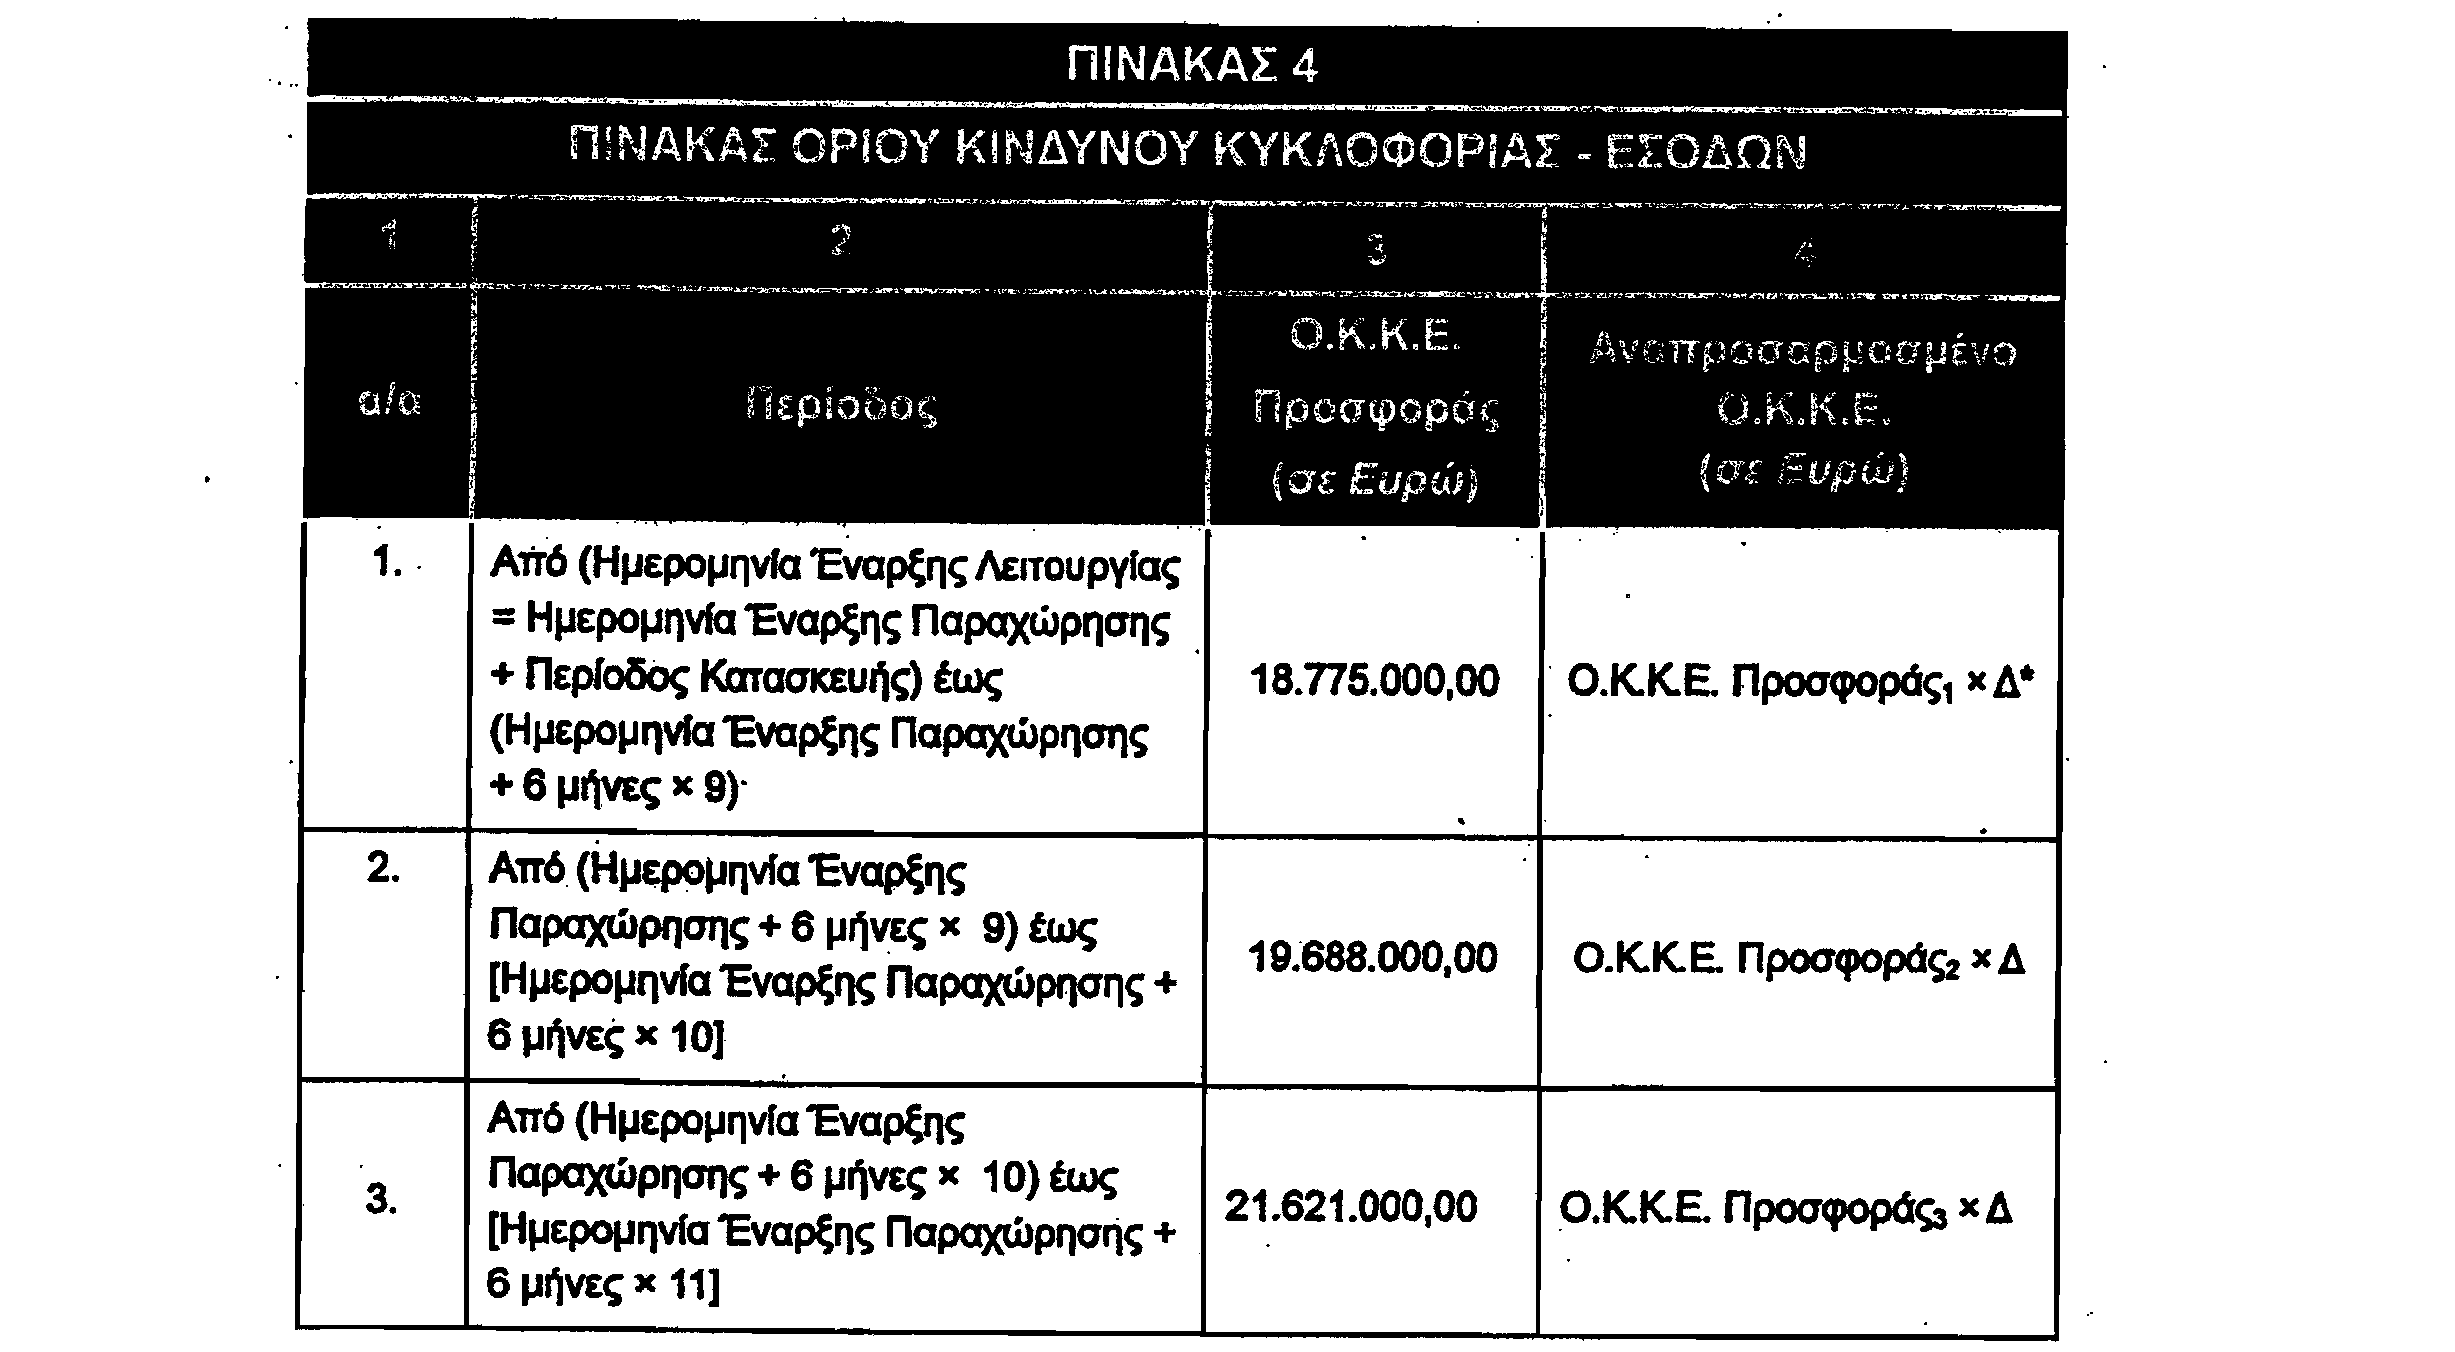 ΠΙΝΑΚΑΣ 4
ΠΙΝΑΚΑΣ ΟΡΙΟΥ ΚΙΝΔΥΝΟΥ ΚΥΚΛΟΦΟΡΙΑΣ - ΕΣΟΔΩΝ
1 2 3 4
α/α
Περίοδος
Ο.Κ.Κ.Ε.
Προσφοράς
(σε Ευρώ)
Αναπροσαρμοσμένο
Ο.Κ.Κ.Ε.
(σε Ευρώ)
1.
Από (Ημερομηνία Έναρξης Λειτουργίας
= Ημερομηνία Έναρξης Παραχώρησης
+ Περίοδος Κατασκευής) έως
(Ημερομηνία Έναρξης Παραχώρησης
+ 6 μήνες × 9)
18.775.000,00
Ο.Κ.Κ.Ε. Προσφοράς₁ × Δ*
2.
Από (Ημερομηνία Έναρξης
Παραχώρησης + 6 μήνες × 9) έως
[Ημερομηνία Έναρξης Παραχώρησης +
6 μήνες × 10]
19.688.000,00
Ο.Κ.Κ.Ε. Προσφοράς₂ × Δ
3.
Από (Ημερομηνία Έναρξης
Παραχώρησης + 6 μήνες × 10) έως
[Ημερομηνία Έναρξης Παραχώρησης +
6 μήνες × 11]
21.621.000,00
Ο.Κ.Κ.Ε. Προσφοράς₃ × Δ